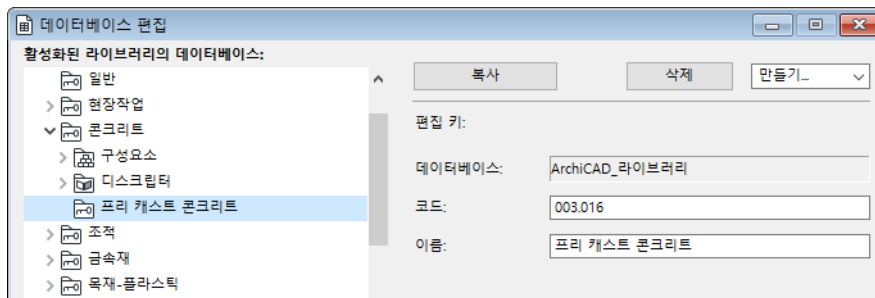 데이터베이스 편집
활성화된 라이브러리의 데이터베이스:
일반
현장작업
콘크리트
구성요소
디스크립터
프리 캐스트 콘크리트
조적
금속재
목재-플라스틱
복사
삭제
만들기...
편집 키:
데이터베이스: ArchiCAD_라이브러리
코드: 003.016
이름: 프리 캐스트 콘크리트